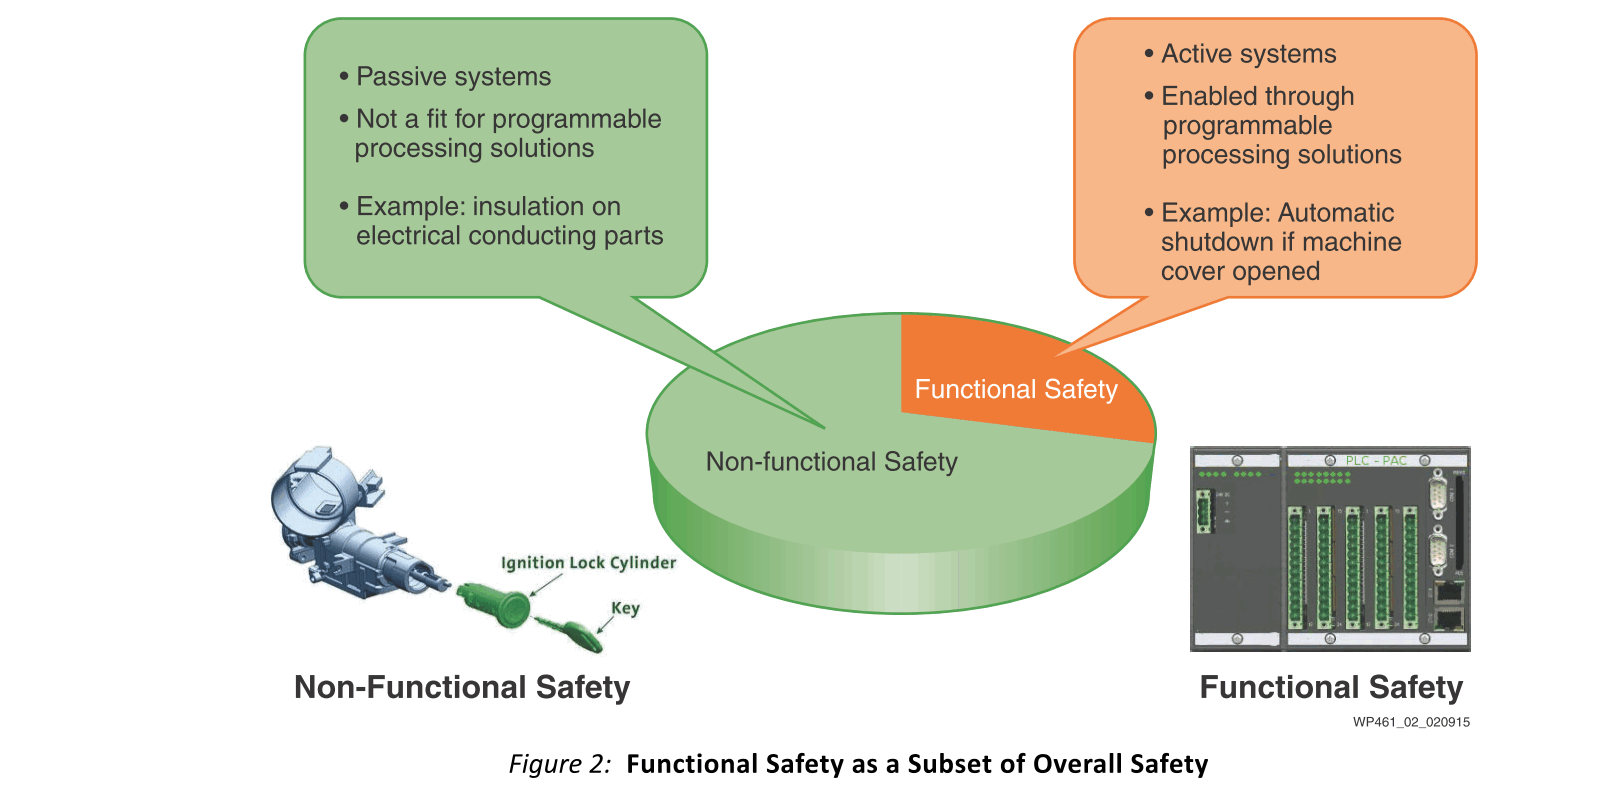 • Passive systems
• Not a fit for programmable
processing solutions
• Example: insulation on
electrical conducting parts
• Active systems
• Enabled through
programmable
processing solutions
• Example: Automatic
shutdown if machine
cover opened
Functional Safety
Non-functional Safety
Ignition Lock Cylinder
Key
PLC - PAC
Non-Functional Safety
Functional Safety
WP461_02_020915
Figure 2: Functional Safety as a Subset of Overall Safety